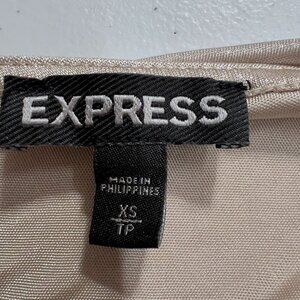 EXPRESS
MADE IN
PHILIPPINES
XS
TP